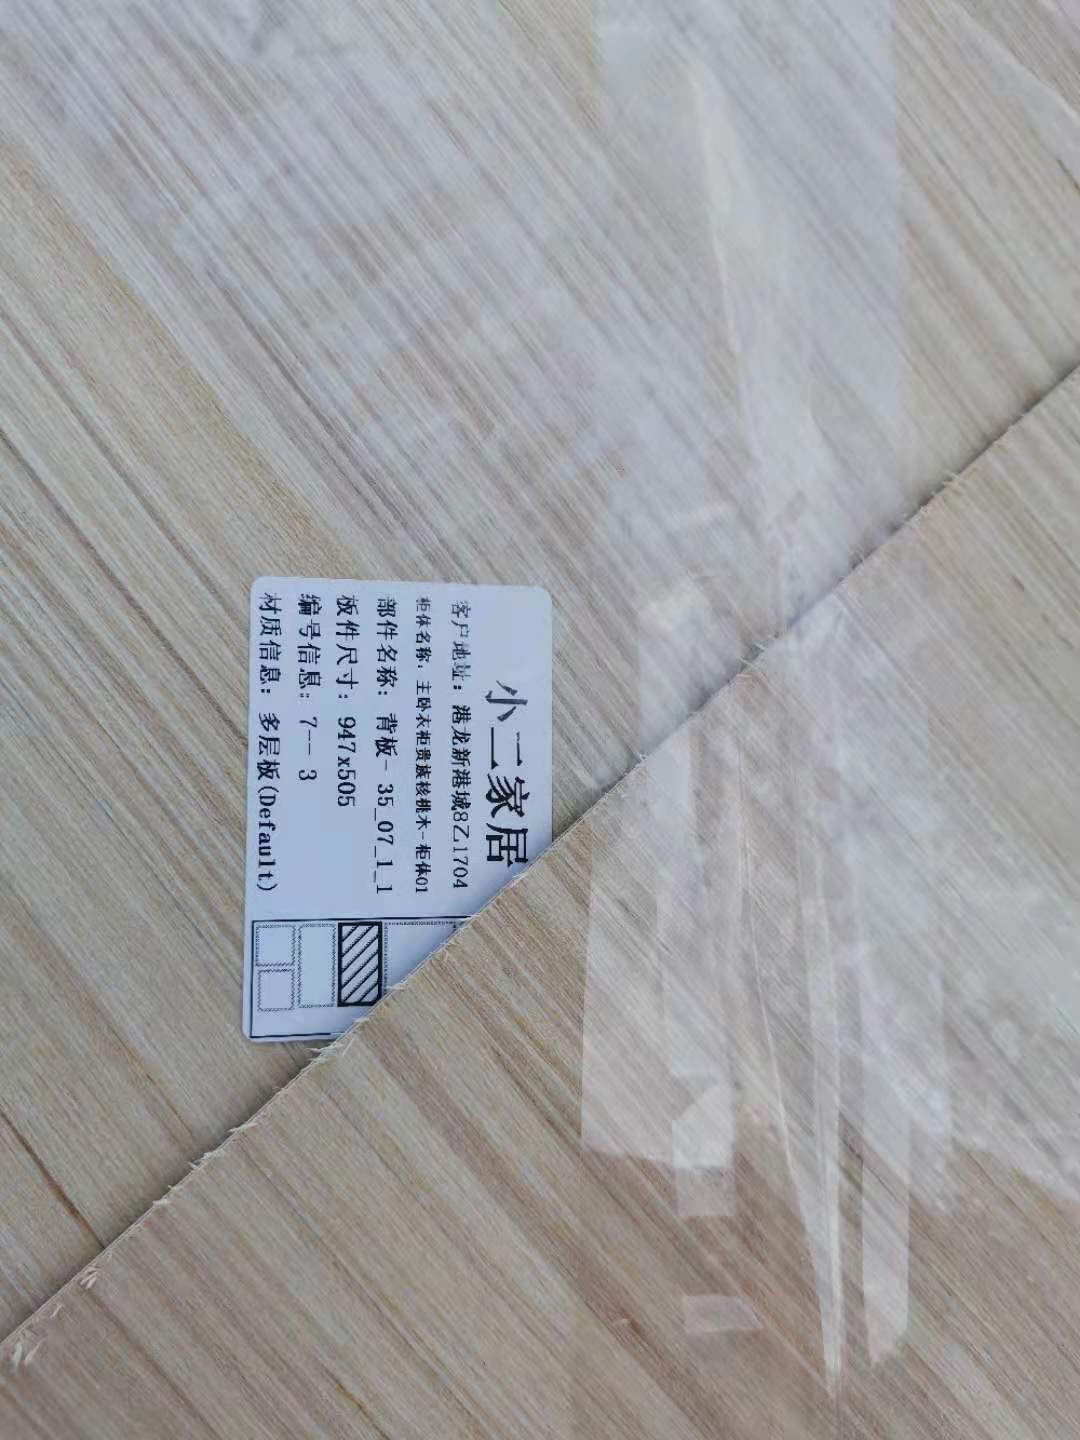 小二家居
客户地址：港龙新港城8乙1704
柜体名称：主卧衣柜贵族核桃木-柜体01
部件名称：背板-35_07_1_1
板件尺寸：947x505
编号信息：7--3
材质信息：多层板(Default)